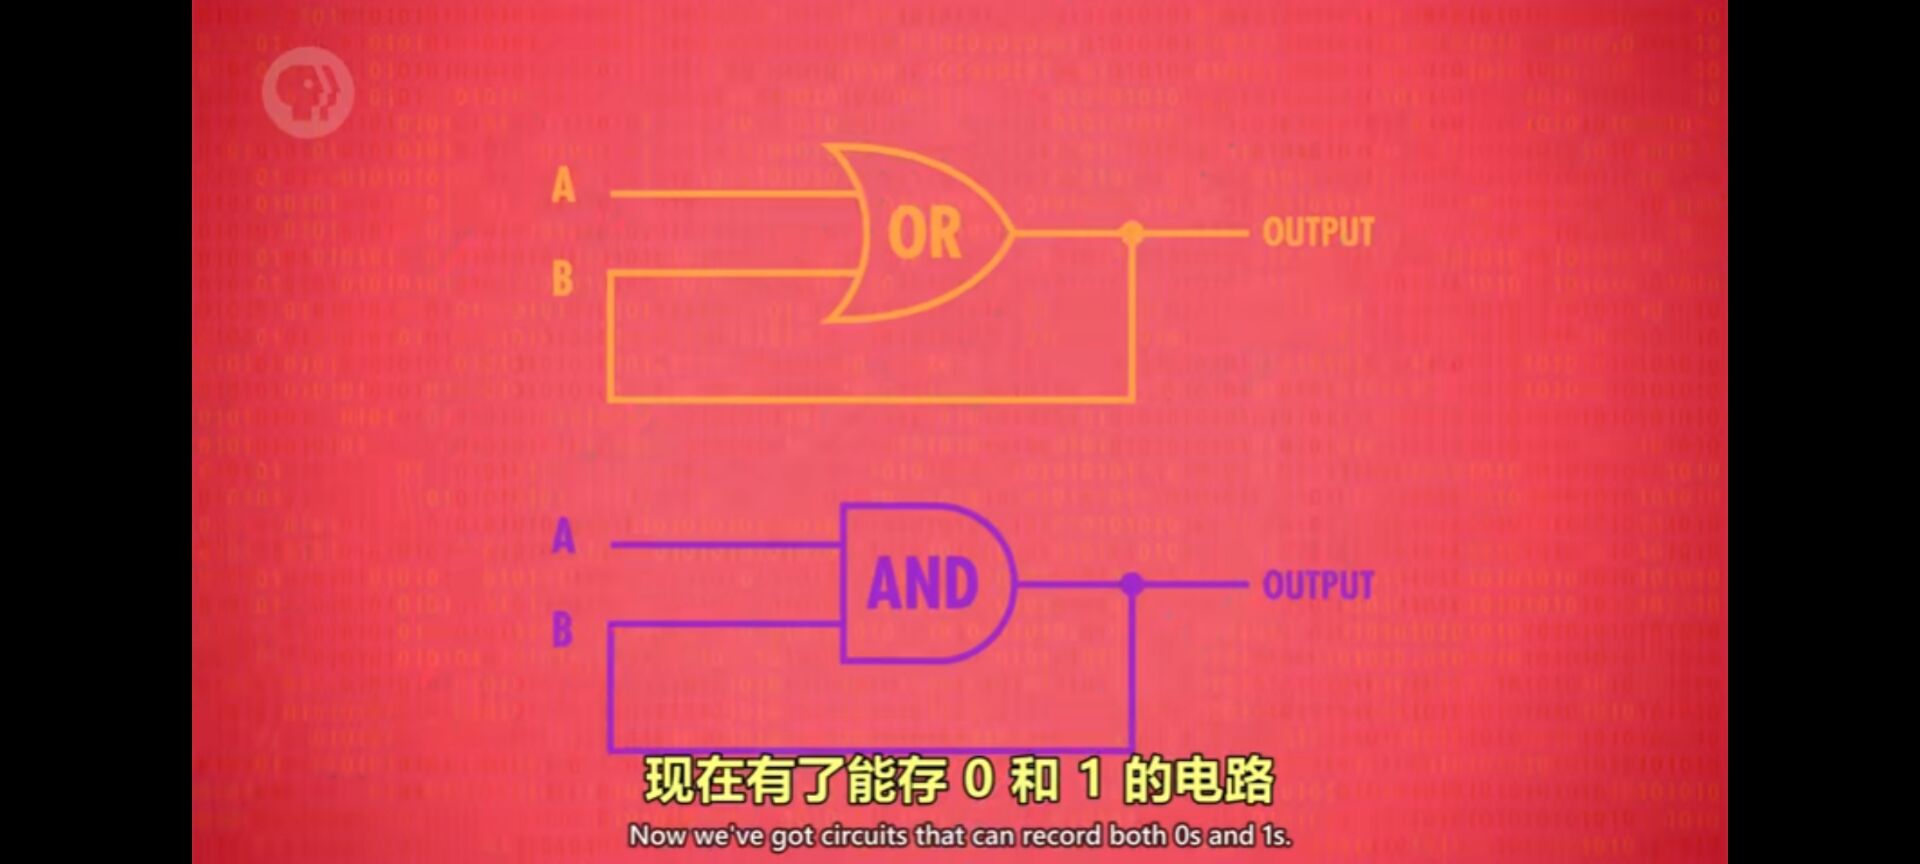 A
OR
OUTPUT
B
A
AND
OUTPUT
B
现在有了能存 0 和 1 的电路
Now we've got circuits that can record both 0s and 1s.